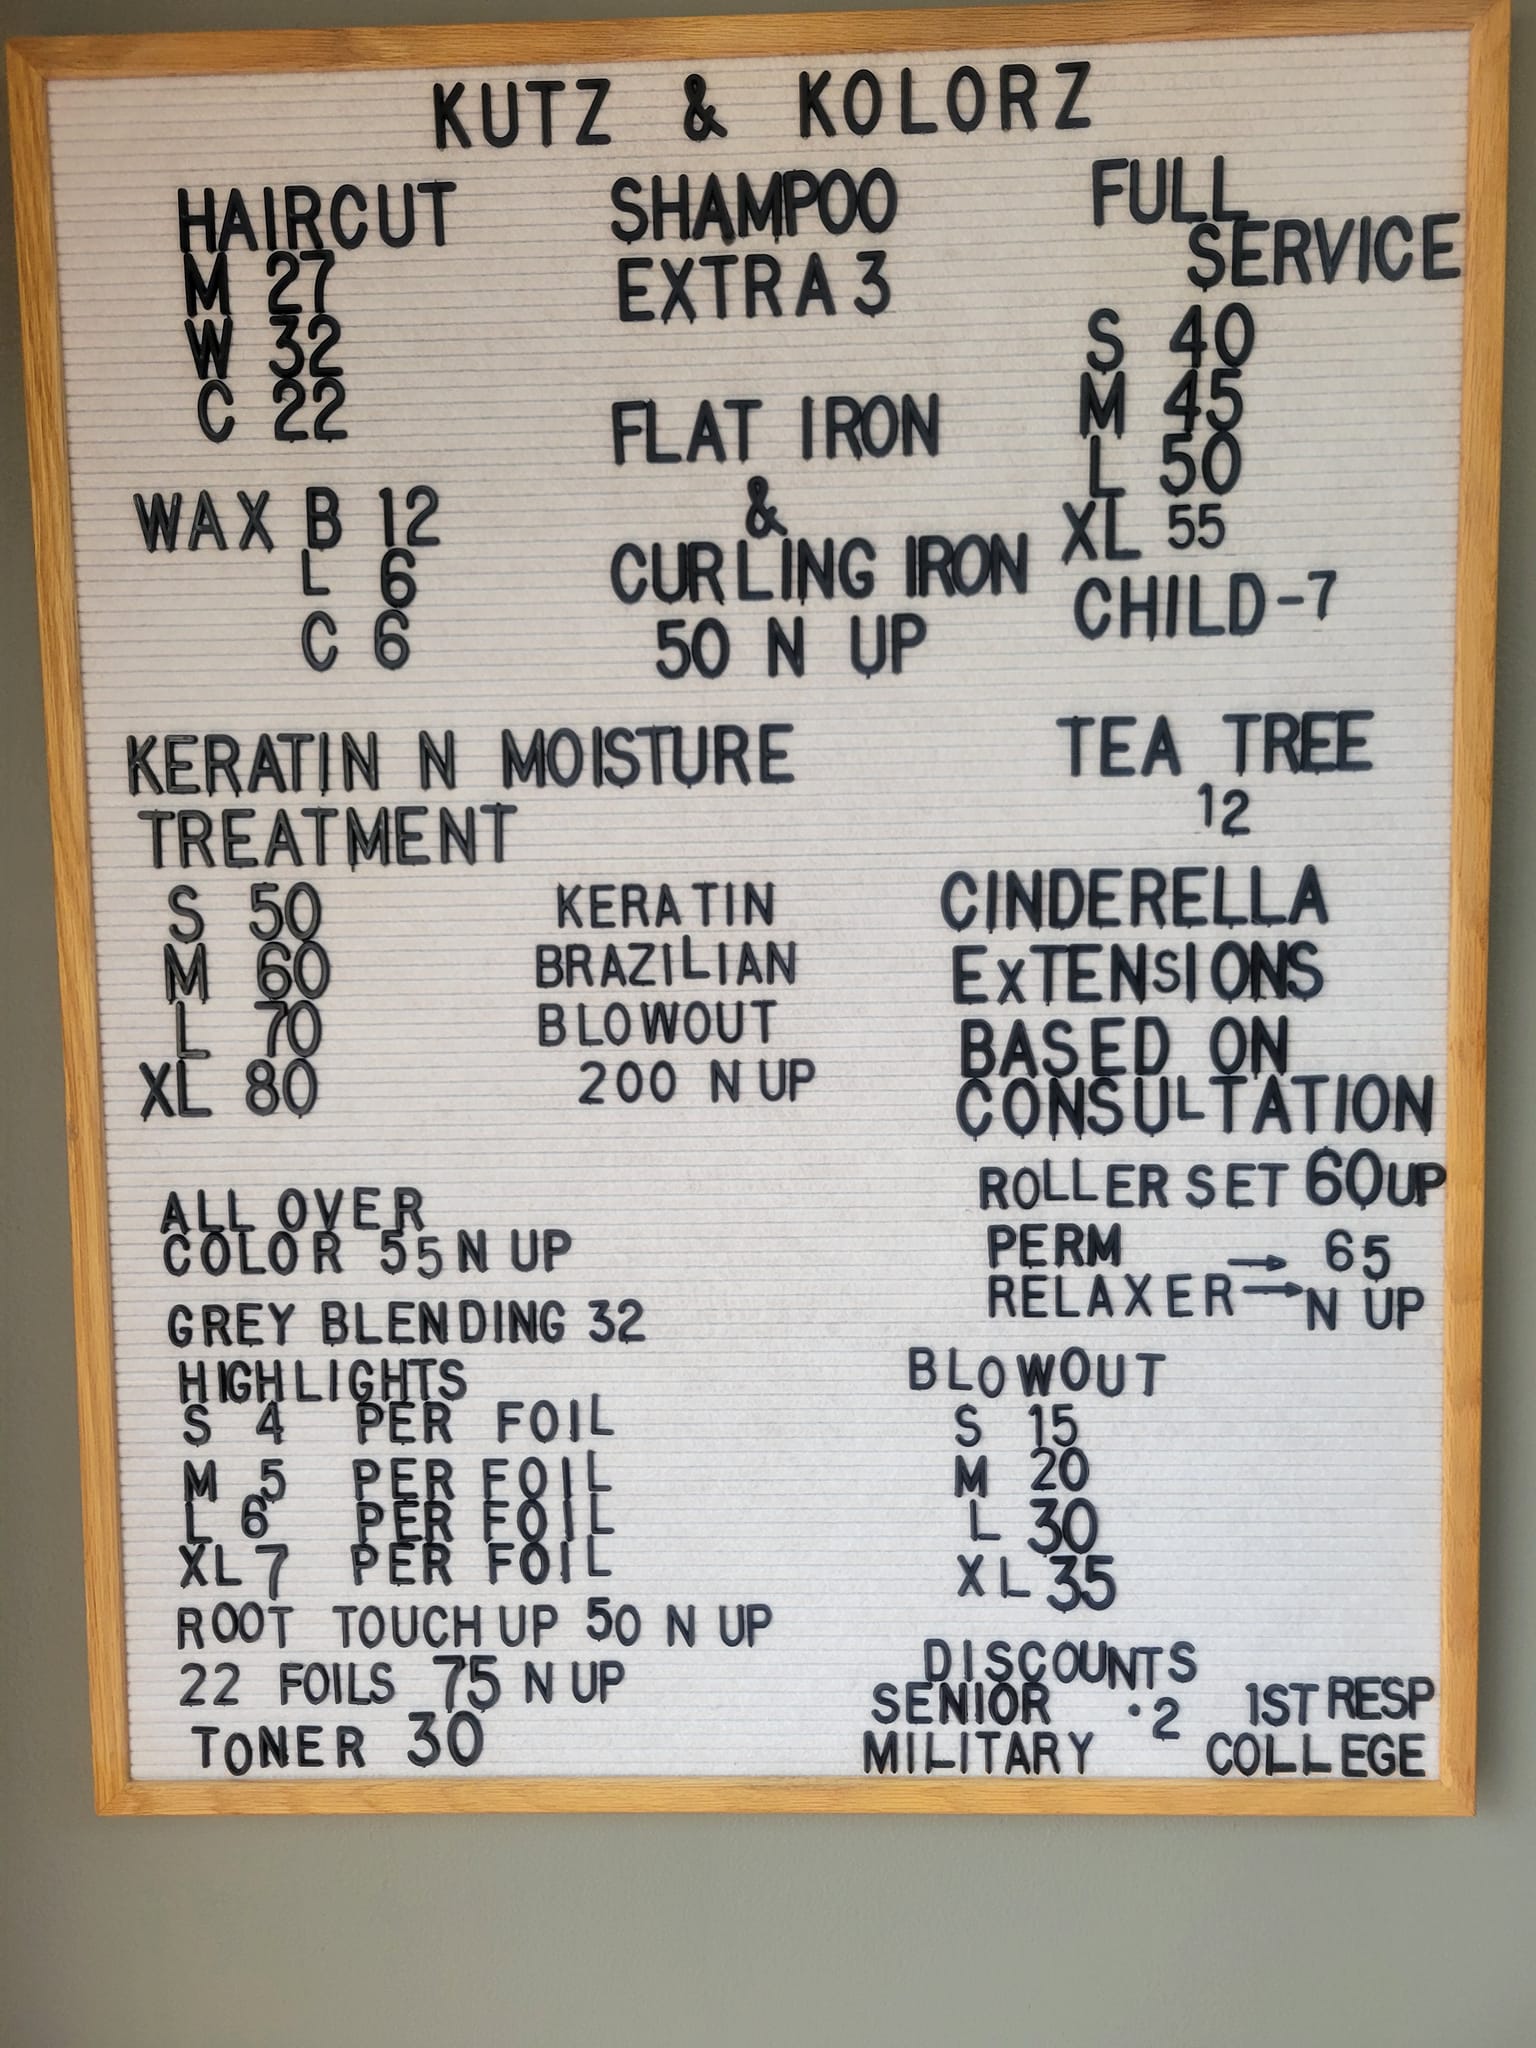 KUTZ & KOLORZ
HAIRCUT
M 27
W 32
C 22
SHAMPOO
EXTRA 3
FULL
SERVICE
S 40
M 45
L 50
XL 55
CHILD-7
WAX B 12
L 6
C 6
FLAT IRON
&
CURLING IRON
50 N UP
KERATIN N MOISTURE
TREATMENT
S 50
M 60
L 70
XL 80
KERATIN
BRAZILIAN
BLOWOUT
200 N UP
TEA TREE
12
CINDERELLA
EXTENSIONS
BASED ON
CONSULTATION
ROLLER SET 60 UP
PERM → 65
RELAXER → N UP
ALL OVER
COLOR 55 N UP
GREY BLENDING 32
HIGHLIGHTS
S 4 PER FOIL
M 5 PER FOIL
L 6 PER FOIL
XL 7 PER FOIL
ROOT TOUCH UP 50 N UP
22 FOILS 75 N UP
TONER 30
BLOWOUT
S 15
M 20
L 30
XL 35
DISCOUNTS
SENIOR ·2 1ST RESP
MILITARY COLLEGE